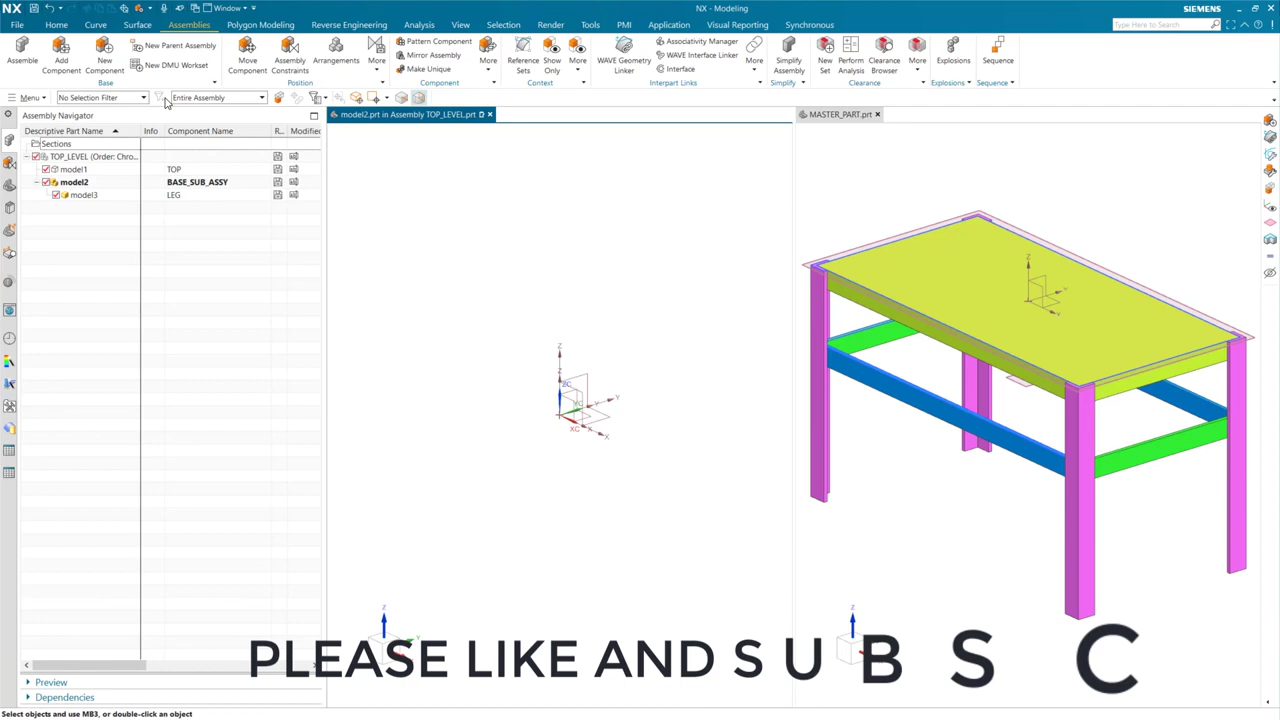 NX Window NX - Modeling SIEMENS
File Home Curve Surface Assemblies Polygon Modeling Reverse Engineering Analysis View Selection Render Tools PMI Application Visual Reporting Synchronous Type Here to Search
Assemble Add Component New Component New Parent Assembly New DMU Workset Base
Move Component Assembly Constraints Arrangements More Position
Pattern Component Mirror Assembly Make Unique More Component
Reference Sets Show Only More Context
WAVE Geometry Linker Associativity Manager WAVE Interface Linker Interface More Interpart Links
Simplify Assembly Simplify
New Set Perform Analysis Clearance Browser More Clearance
Explosions Explosions
Sequence Sequence
Menu No Selection Filter Entire Assembly
Assembly Navigator
model2.prt in Assembly TOP_LEVEL.prt
MASTER_PART.prt
Descriptive Part Name Info Component Name R... Modified
Sections
TOP_LEVEL (Order: Chro...
model1 TOP
model2 BASE_SUB_ASSY
model3 LEG
Z
ZC
Y
YC
XC X X
Z
Y
Y
Z
Z
PLEASE LIKE AND S U B S C
Preview
Dependencies
Select objects and use MB3, or double-click an object